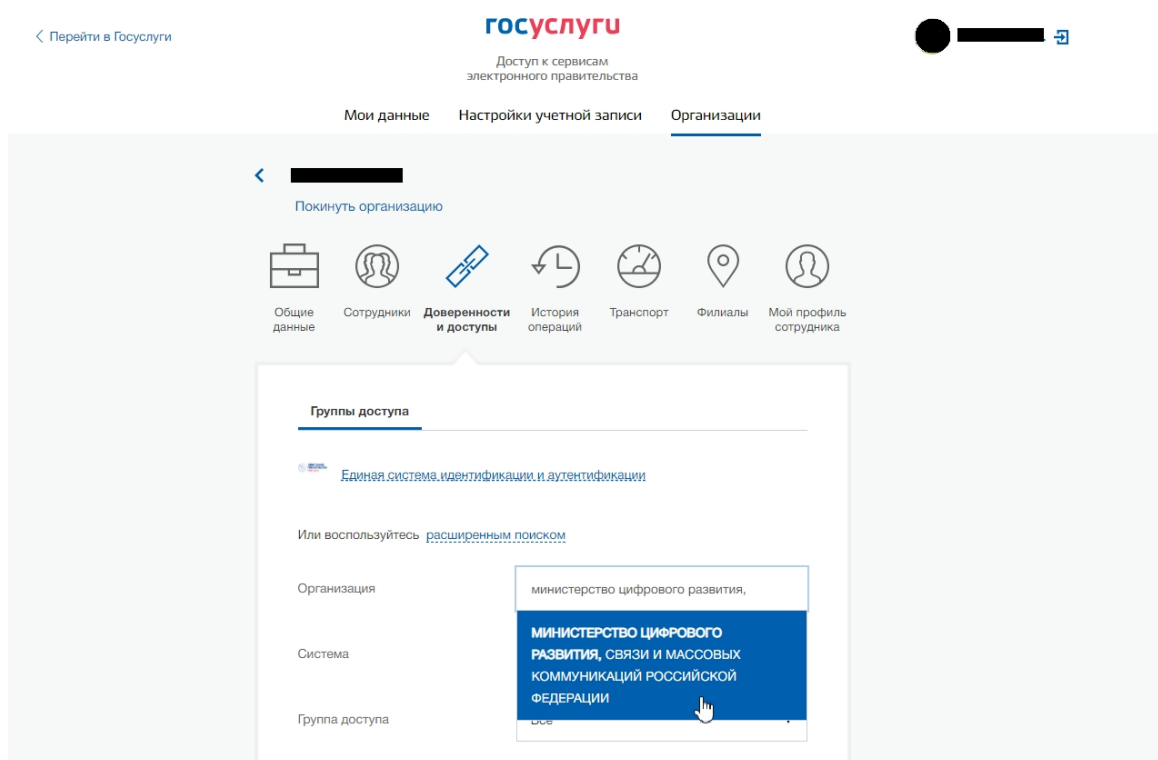 Перейти в Госуслуги
госуслуги
Доступ к сервисам
электронного правительства
Мои данные Настройки учетной записи Организации
Покинуть организацию
Общие
данные
Сотрудники
Доверенности
и доступы
История
операций
Транспорт
Филиалы
Мой профиль
сотрудника
Группы доступа
Единая система идентификации и аутентификации
Или воспользуйтесь расширенным поиском
Организация
министерство цифрового развития,
МИНИСТЕРСТВО ЦИФРОВОГО
РАЗВИТИЯ, СВЯЗИ И МАССОВЫХ
КОММУНИКАЦИЙ РОССИЙСКОЙ
ФЕДЕРАЦИИ
Система
Группа доступа
Все